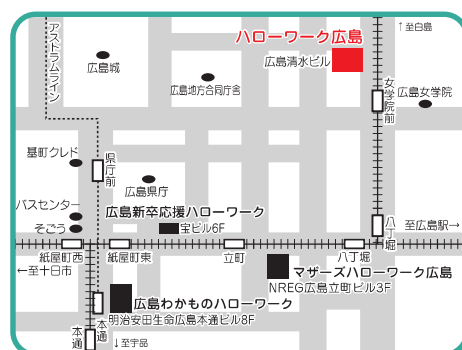 ↑至白島
アストラムライン
ハローワーク広島
広島清水ビル
広島城
広島地方合同庁舎
女学院前
広島女学院
基町クレド
県庁前
広島県庁
バスセンター
そごう
広島新卒応援ハローワーク
宝ビル6F
八丁堀
至広島駅→
紙屋町西
紙屋町東
立町
八丁堀
←至十日市
マザーズハローワーク広島
NREG広島立町ビル3F
広島わかものハローワーク
明治安田生命広島本通ビル8F
本通
本通
↓至宇品